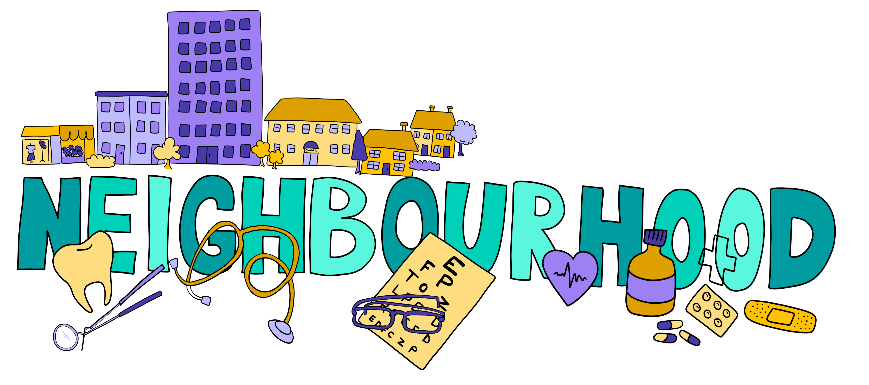 NEIGHBOURHOOD
E
F P
T O Z